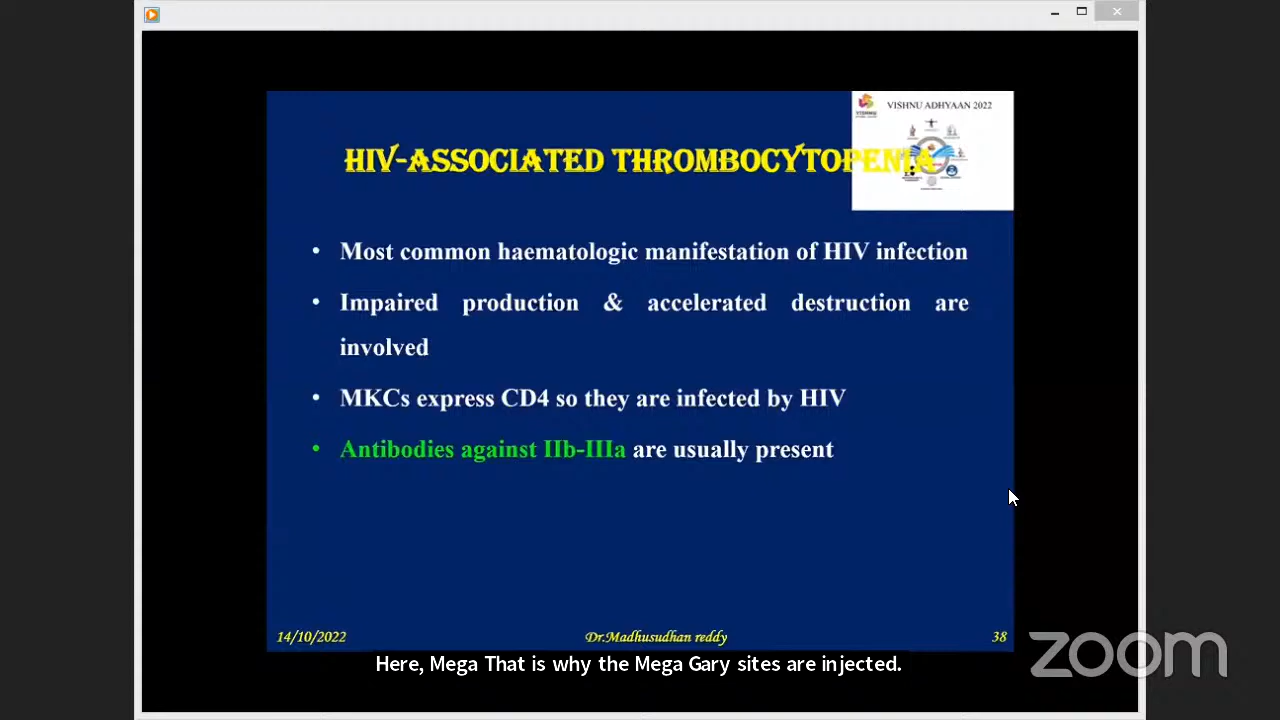 VISHNU ADHYAAN 2022
VISHNU
HIV-ASSOCIATED THROMBOCYTOPENIA
• Most common haematologic manifestation of HIV infection
• Impaired production & accelerated destruction are
involved
• MKCs express CD4 so they are infected by HIV
• Antibodies against IIb-IIIa are usually present
14/10/2022
Dr.Madhusudhan reddy
38
Here, Mega That is why the Mega Gary sites are injected.
zoom